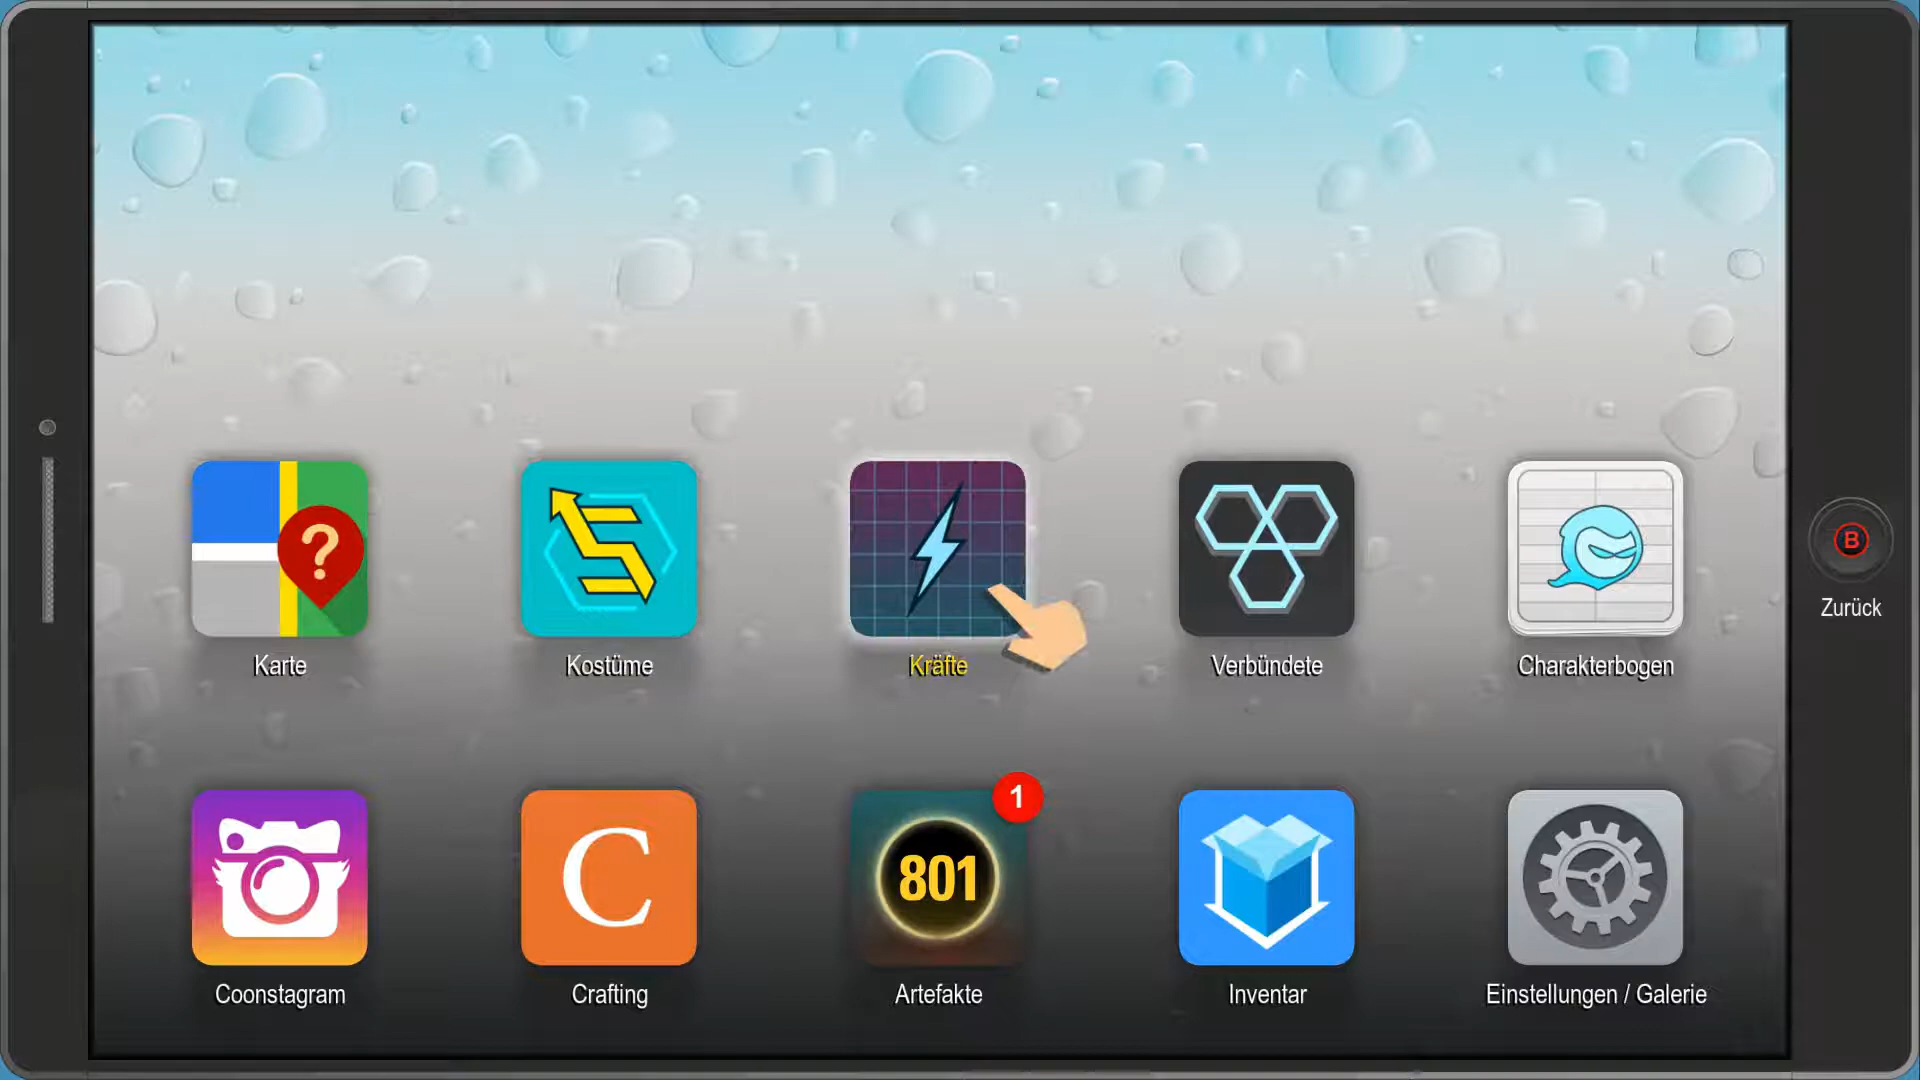 ?
Karte
Kostüme
Kräfte
Verbündete
Charakterbogen
B
Zurück
Coonstagram
C
Crafting
801
1
Artefakte
Inventar
Einstellungen / Galerie